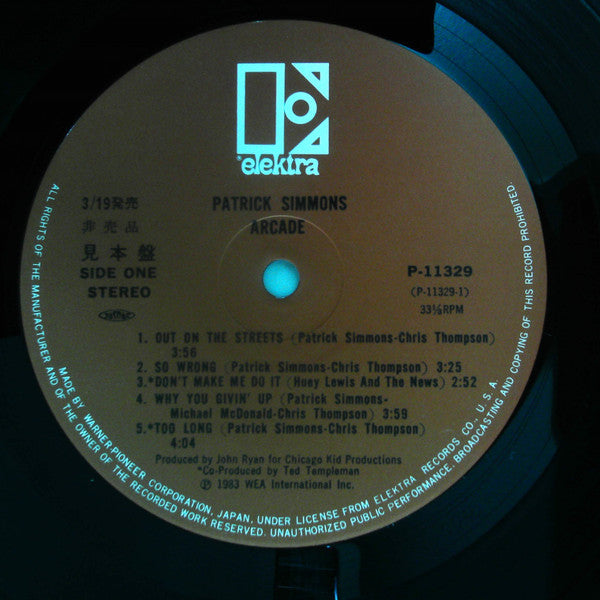 elektra
3/19発売
PATRICK SIMMONS
非売品
ARCADE
見本盤
SIDE ONE
P-11329
STEREO
(P-11329-1)
33⅓RPM
1. OUT ON THE STREETS (Patrick Simmons-Chris Thompson)
3:56
2. SO WRONG (Patrick Simmons-Chris Thompson) 3:25
3.*DON'T MAKE ME DO IT (Huey Lewis And The News) 2:52
4. WHY YOU GIVIN' UP (Patrick Simmons-
Michael McDonald-Chris Thompson) 3:59
5.*TOO LONG (Patrick Simmons-Chris Thompson)
4:04
Produced by John Ryan for Chicago Kid Productions
*Co-Produced by Ted Templeman
Ⓟ 1983 WEA International Inc.
MADE BY WARNER-PIONEER CORPORATION, JAPAN, UNDER LICENSE FROM ELEKTRA RECORDS CO., U.S.A.
ALL RIGHTS OF THE MANUFACTURER AND OF THE OWNER OF THE RECORDED WORK RESERVED. UNAUTHORIZED PUBLIC PERFORMANCE, BROADCASTING AND COPYING OF THIS RECORD PROHIBITED.